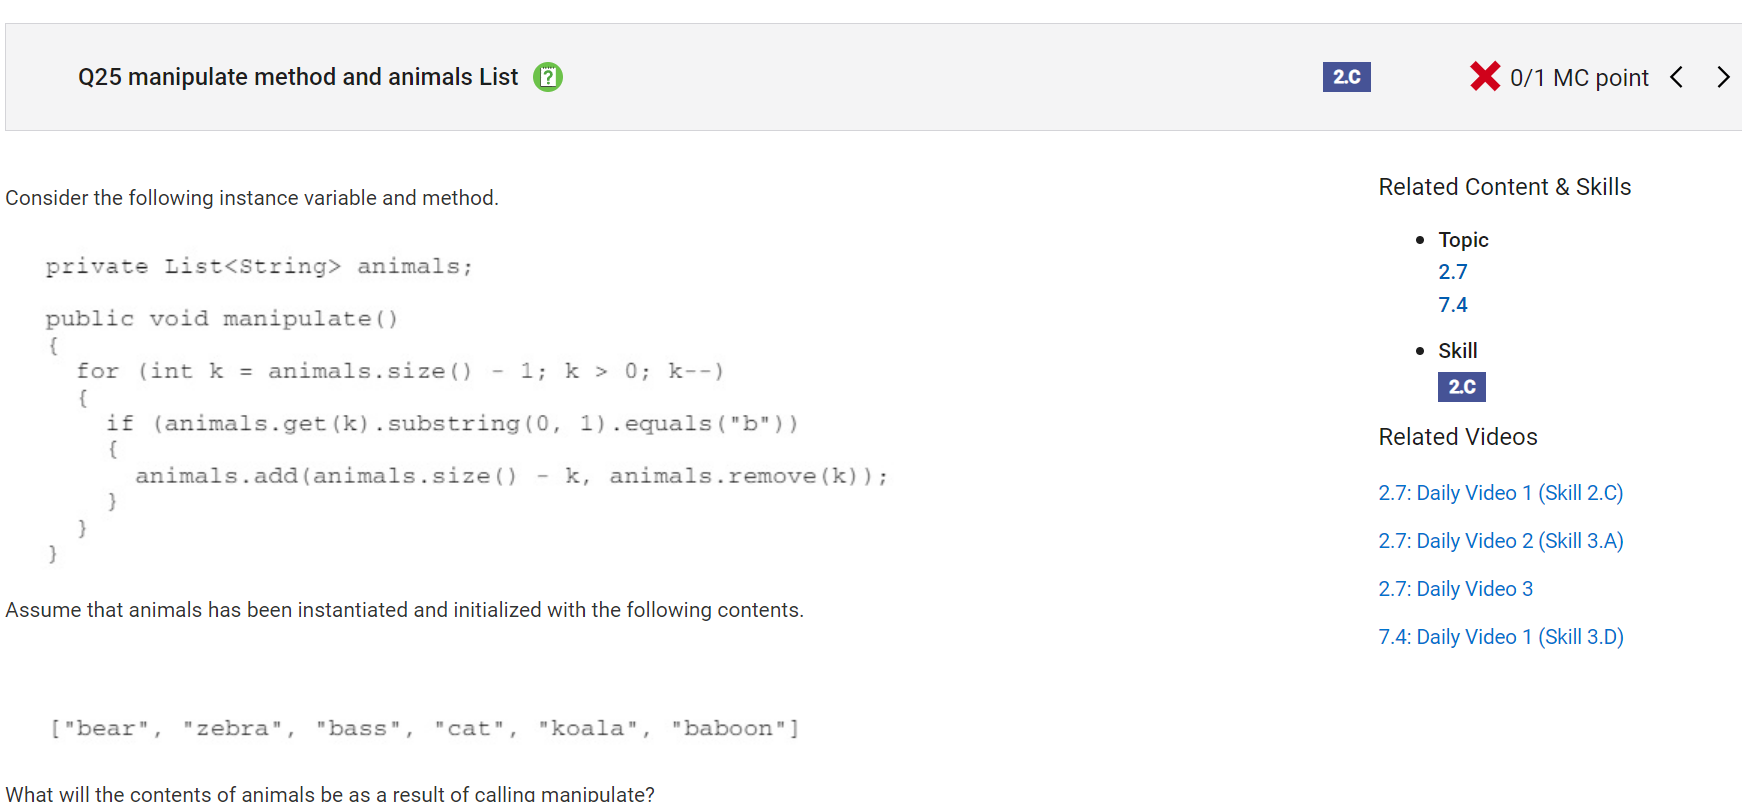 Q25 manipulate method and animals List
2.C
0/1 MC point
Consider the following instance variable and method.
private List<String> animals;
public void manipulate()
{
for (int k = animals.size() - 1; k > 0; k--)
{
if (animals.get(k).substring(0, 1).equals("b"))
{
animals.add(animals.size() - k, animals.remove(k));
}
}
}
Assume that animals has been instantiated and initialized with the following contents.
["bear", "zebra", "bass", "cat", "koala", "baboon"]
What will the contents of animals be as a result of calling manipulate?
Related Content & Skills
• Topic
2.7
7.4
• Skill
2.C
Related Videos
2.7: Daily Video 1 (Skill 2.C)
2.7: Daily Video 2 (Skill 3.A)
2.7: Daily Video 3
7.4: Daily Video 1 (Skill 3.D)